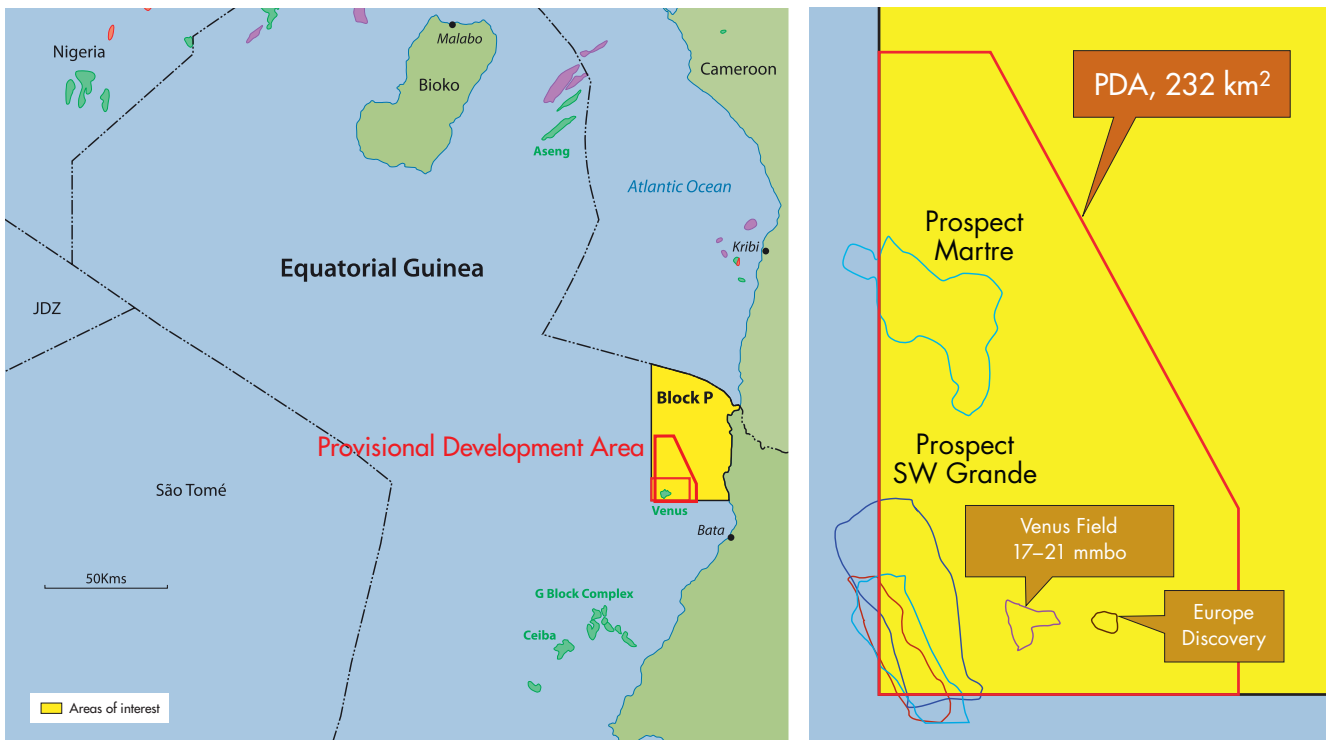 Nigeria
Malabo
Bioko
Cameroon
Aseng
Atlantic Ocean
Kribi
Equatorial Guinea
JDZ
Block P
Provisional Development Area
São Tomé
Venus
Bata
50Kms
G Block Complex
Ceiba
Areas of interest
PDA, 232 km²
Prospect
Martre
Prospect
SW Grande
Venus Field
17–21 mmbo
Europe
Discovery